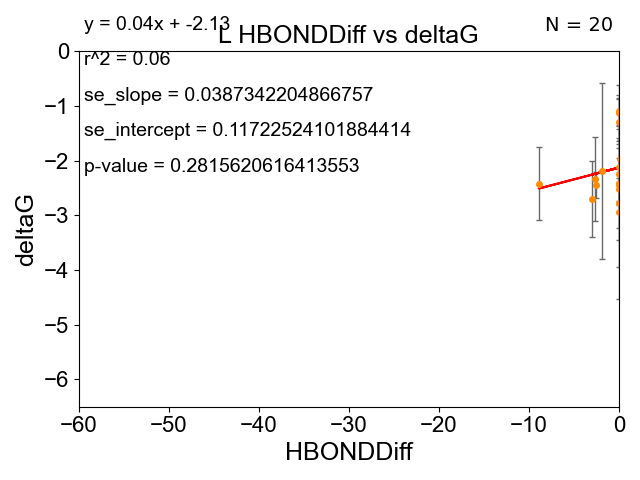 y = 0.04x + -2.13
N = 20
L HBONDDiff vs deltaG
r^2 = 0.06
se_slope = 0.0387342204866757
se_intercept = 0.11722524101884414
p-value = 0.2815620616413553
0
−1
−2
−3
−4
−5
−6
deltaG
−60 −50 −40 −30 −20 −10 0
HBONDDiff